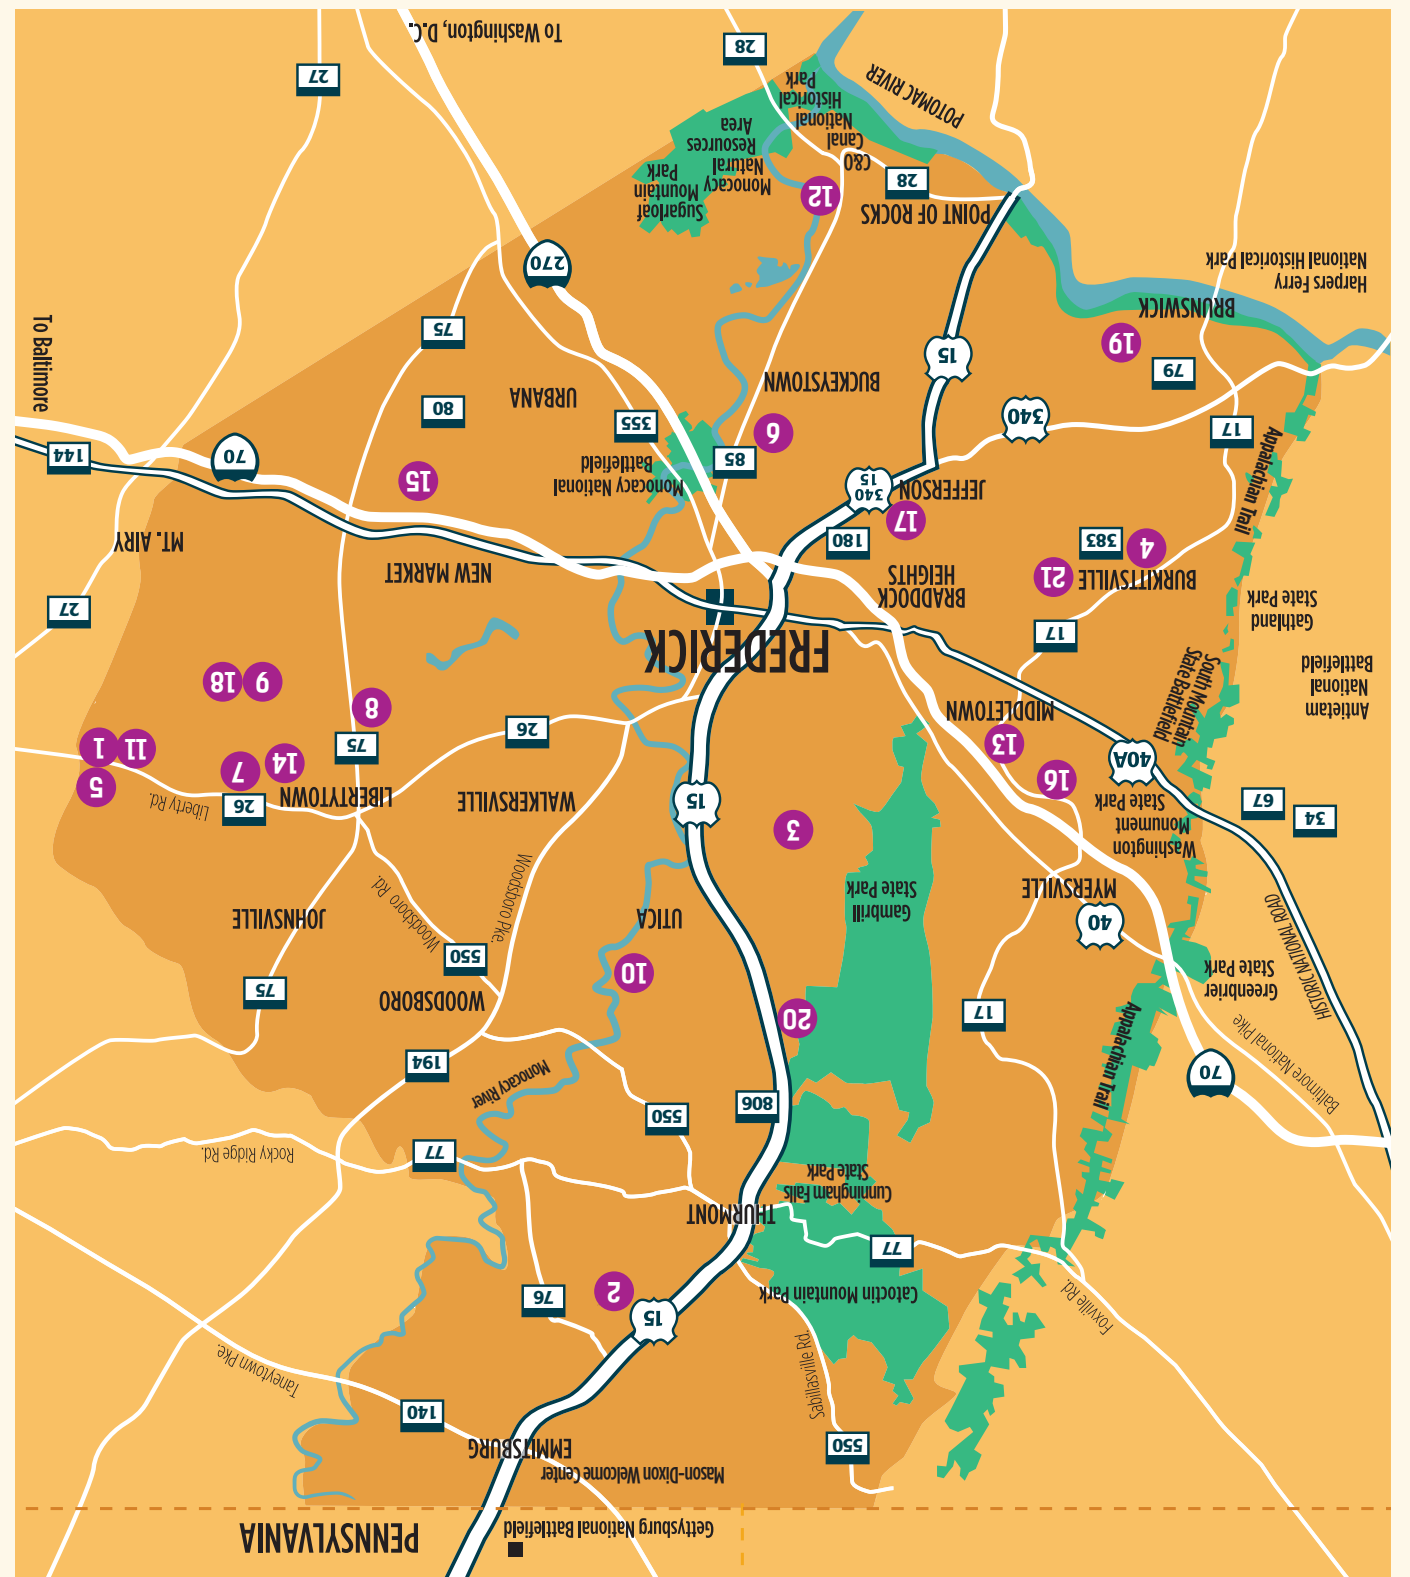 Gettysburg National Battlefield
PENNSYLVANIA
Mason-Dixon Welcome Center
EMMITSBURG
550
140
Sabillasville Rd.
Taneytown Pke.
15
2
76
Foxville Rd.
Catoctin Mountain Park
77
THURMONT
Cunningham Falls
State Park
77
Rocky Ridge Rd.
550
806
Monocacy River
194
Baltimore National Pike
70
Appalachian Trail
HISTORIC NATIONAL ROAD
17
20
WOODSBORO
75
10
550
Greenbrier
State Park
40
UTICA
JOHNSVILLE
Woodsboro Pke.
Woodsboro Rd.
Gambrill
State Park
MYERSVILLE
Washington
Monument
State Park
34
67
3
15
WALKERSVILLE
LIBERTYTOWN
26
Liberty Rd.
16
40A
5
7
14
1
11
75
26
13
MIDDLETOWN
8
9
18
South Mountain
State Battlefield
Antietam
National
Battlefield
FREDERICK
17
Gathland
State Park
27
BRADDOCK
HEIGHTS
BURKITTSVILLE
21
4
383
NEW MARKET
180
MT. AIRY
17
JEFFERSON
340
15
Monocacy National
Battlefield
15
Appalachian Trail
85
70
144
6
17
340
355
80
URBANA
BUCKEYSTOWN
79
19
15
75
To Baltimore
BRUNSWICK
Harpers Ferry
National Historical Park
270
POINT OF ROCKS
12
28
Sugarloaf
Mountain
Park
Monocacy
Natural
Resources
Area
C&O
Canal
National
Historical
Park
POTOMAC RIVER
27
28
To Washington, D.C.